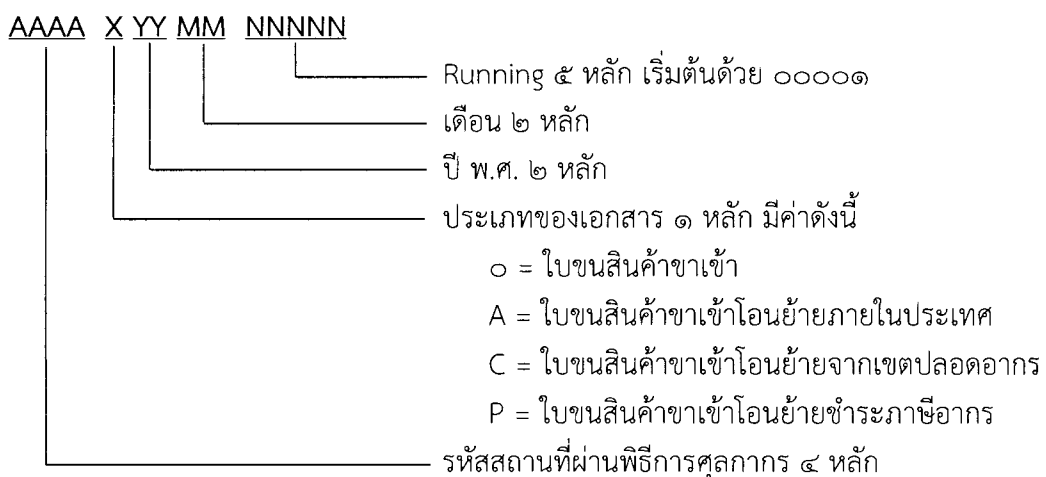 AAAA X YY MM NNNNN
Running ๕ หลัก เริ่มต้นด้วย ๐๐๐๐๑
เดือน ๒ หลัก
ปี พ.ศ. ๒ หลัก
ประเภทของเอกสาร ๑ หลัก มีค่าดังนี้
๐ = ใบขนสินค้าขาเข้า
A = ใบขนสินค้าขาเข้าโอนย้ายภายในประเทศ
C = ใบขนสินค้าขาเข้าโอนย้ายจากเขตปลอดอากร
P = ใบขนสินค้าขาเข้าโอนย้ายชำระภาษีอากร
รหัสสถานที่ผ่านพิธีการศุลกากร ๔ หลัก